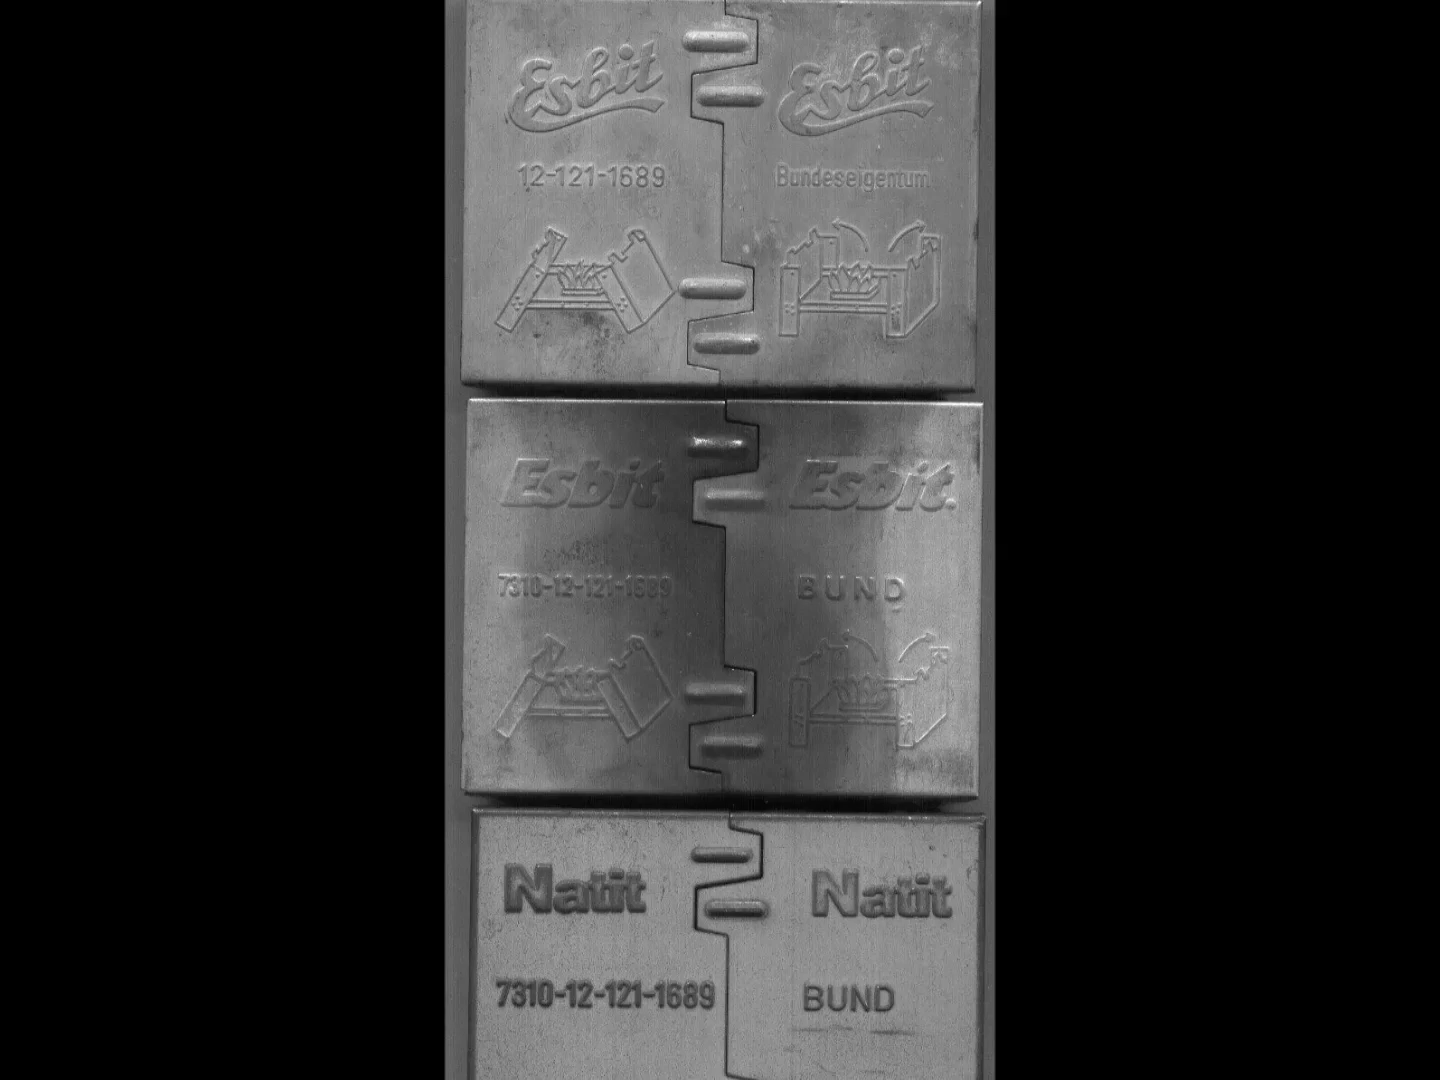 Esbit Esbit
12-121-1689 Bundeseigentum
Esbit Esbit.
7310-12-121-1689 BUND
Natit Natit
7310-12-121-1689 BUND